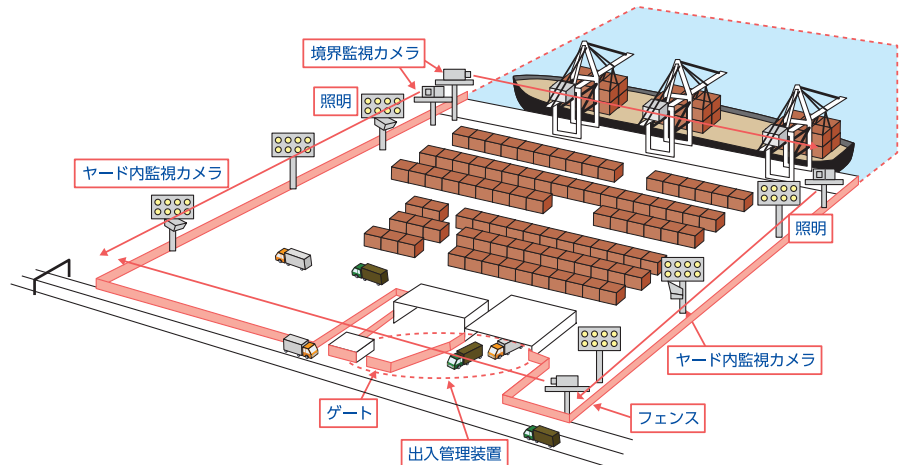 境界監視カメラ
照明
ヤード内監視カメラ
照明
ヤード内監視カメラ
ゲート
フェンス
出入管理装置